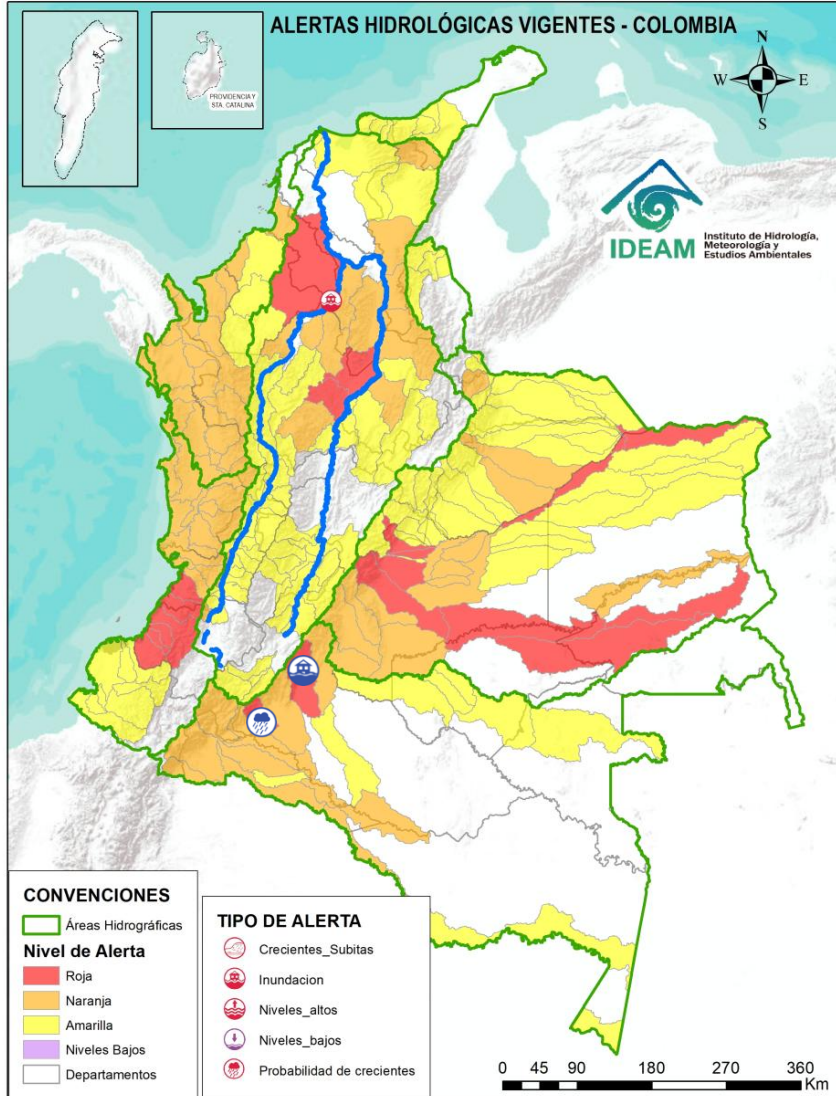 ALERTAS HIDROLÓGICAS VIGENTES - COLOMBIA
PROVIDENCIA Y
STA. CATALINA
N
W
E
S
IDEAM
Instituto de Hidrología,
Meteorología y
Estudios Ambientales
CONVENCIONES
Áreas Hidrográficas
Nivel de Alerta
Roja
Naranja
Amarilla
Niveles Bajos
Departamentos
TIPO DE ALERTA
Crecientes_Subitas
Inundacion
Niveles_altos
Niveles_bajos
Probabilidad de crecientes
0 45 90 180 270 360
Km